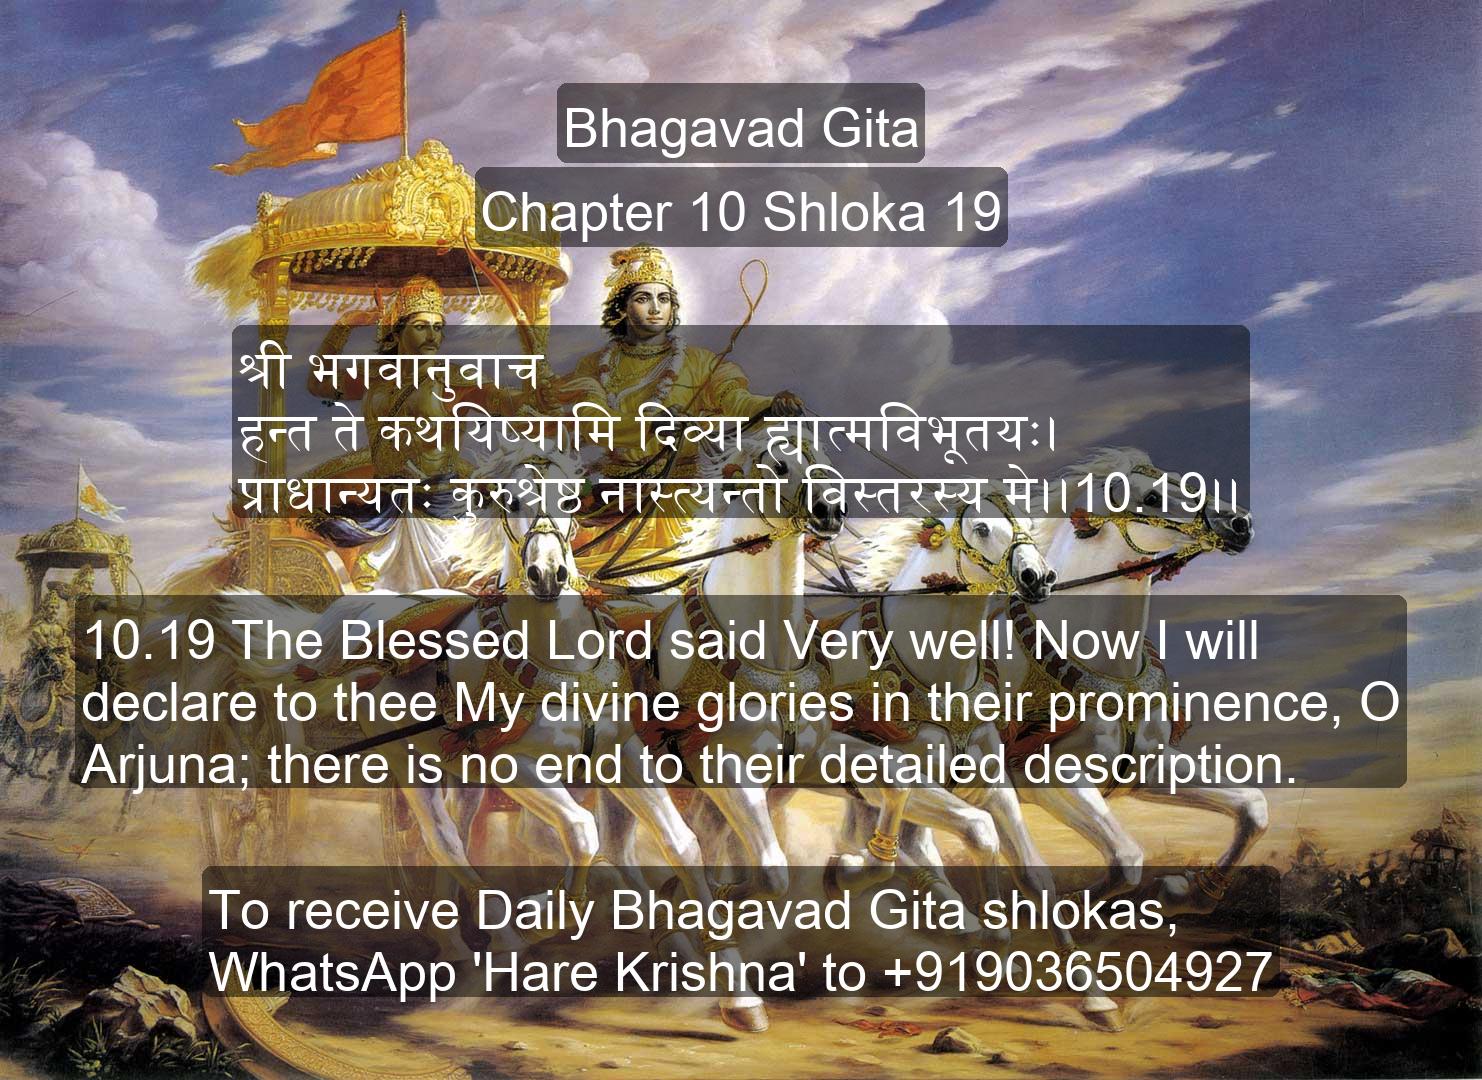 Bhagavad Gita
Chapter 10 Shloka 19
श्री भगवानुवाच
हन्त ते कथयिष्यामि दिव्या ह्यात्मविभूतयः।
प्राधान्यतः कुरुश्रेष्ठ नास्त्यन्तो विस्तरस्य मे।।10.19।।
10.19 The Blessed Lord said Very well! Now I will
declare to thee My divine glories in their prominence, O
Arjuna; there is no end to their detailed description.
To receive Daily Bhagavad Gita shlokas,
WhatsApp 'Hare Krishna' to +919036504927